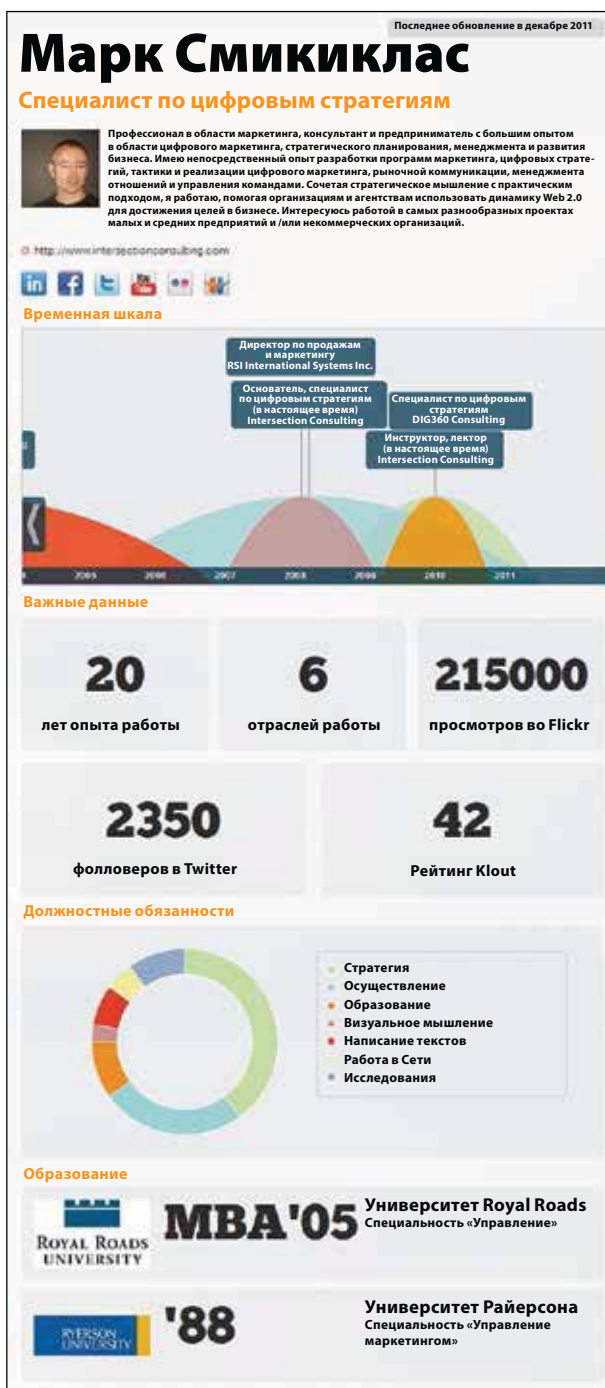 Последнее обновление в декабре 2011
Марк Смикиклас
Специалист по цифровым стратегиям
Профессионал в области маркетинга, консультант и предприниматель с большим опытом
в области цифрового маркетинга, стратегического планирования, менеджмента и развития
бизнеса. Имею непосредственный опыт разработки программ маркетинга, цифровых страте-
гий, тактики и реализации цифрового маркетинга, рыночной коммуникации, менеджмента
отношений и управления командами. Сочетая стратегическое мышление с практическим
подходом, я работаю, помогая организациям и агентствам использовать динамику Web 2.0
для достижения целей в бизнесе. Интересуюсь работой в самых разнообразных проектах
малых и средних предприятий и /или некоммерческих организаций.
http://www.intersectionconsulting.com
in f t You Tube
Временная шкала
Директор по продажам
и маркетингу
RSI International Systems Inc.
Основатель, специалист
по цифровым стратегиям
(в настоящее время)
Intersection Consulting
Специалист по цифровым
стратегиям
DIG360 Consulting
Инструктор, лектор
(в настоящее время)
Intersection Consulting
2005 2006 2007 2008 2009 2010 2011
Важные данные
20
лет опыта работы
6
отраслей работы
215000
просмотров во Flickr
2350
фолловеров в Twitter
42
Рейтинг Klout
Должностные обязанности
Стратегия
Осуществление
Образование
Визуальное мышление
Написание текстов
Работа в Сети
Исследования
Образование
ROYAL ROADS
UNIVERSITY
MBA'05
Университет Royal Roads
Специальность «Управление»
RYERSON
UNIVERSITY
'88
Университет Райерсона
Специальность «Управление
маркетингом»